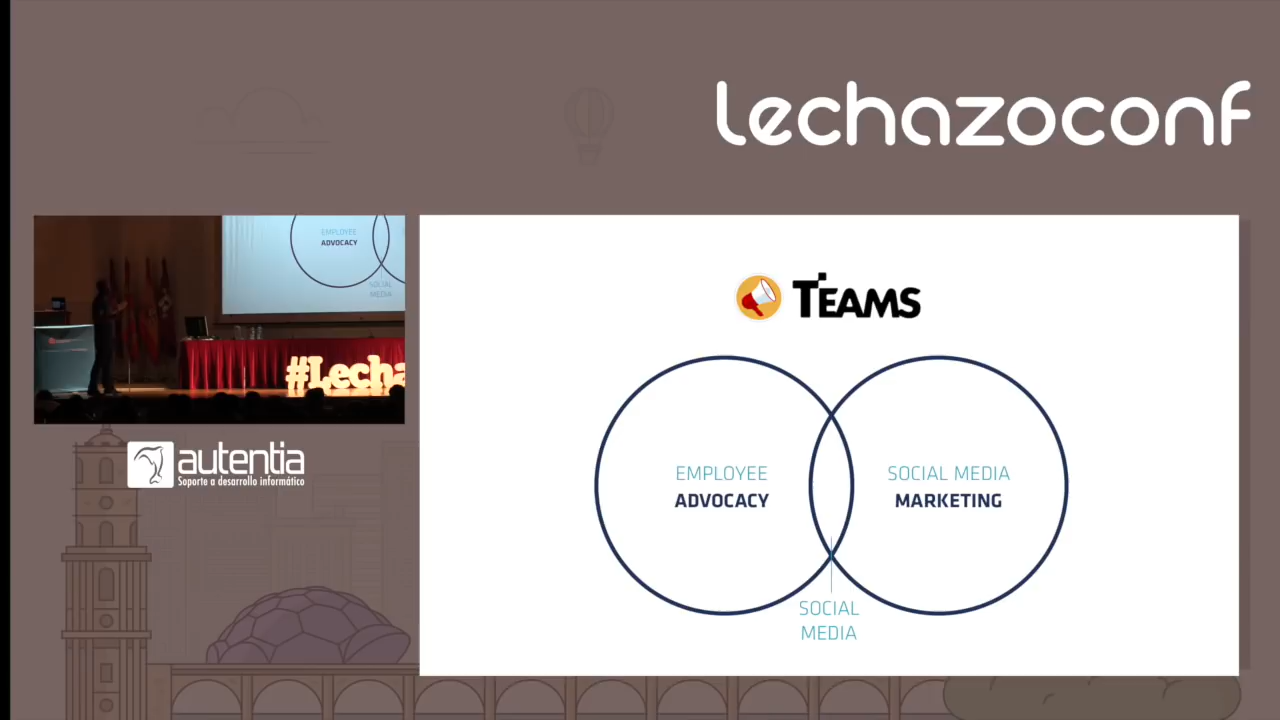 lechazoconf
EMPLOYEE
ADVOCACY
SOCIAL
MEDIA
#Lecha
autentia
Soporte a desarrollo informático
TEAMS
EMPLOYEE
ADVOCACY
SOCIAL MEDIA
MARKETING
SOCIAL
MEDIA